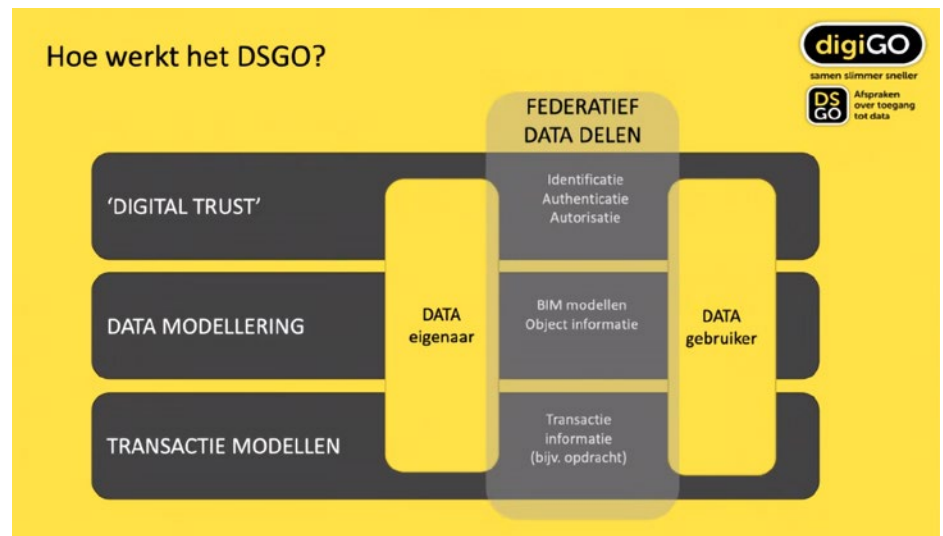 Hoe werkt het DSGO?
digiGO
samen slimmer sneller
DS
GO
Afspraken
over toegang
tot data
FEDERATIEF
DATA DELEN
‘DIGITAL TRUST’
Identificatie
Authenticatie
Autorisatie
DATA MODELLERING
DATA
eigenaar
BIM modellen
Object informatie
DATA
gebruiker
TRANSACTIE MODELLEN
Transactie
informatie
(bijv. opdracht)